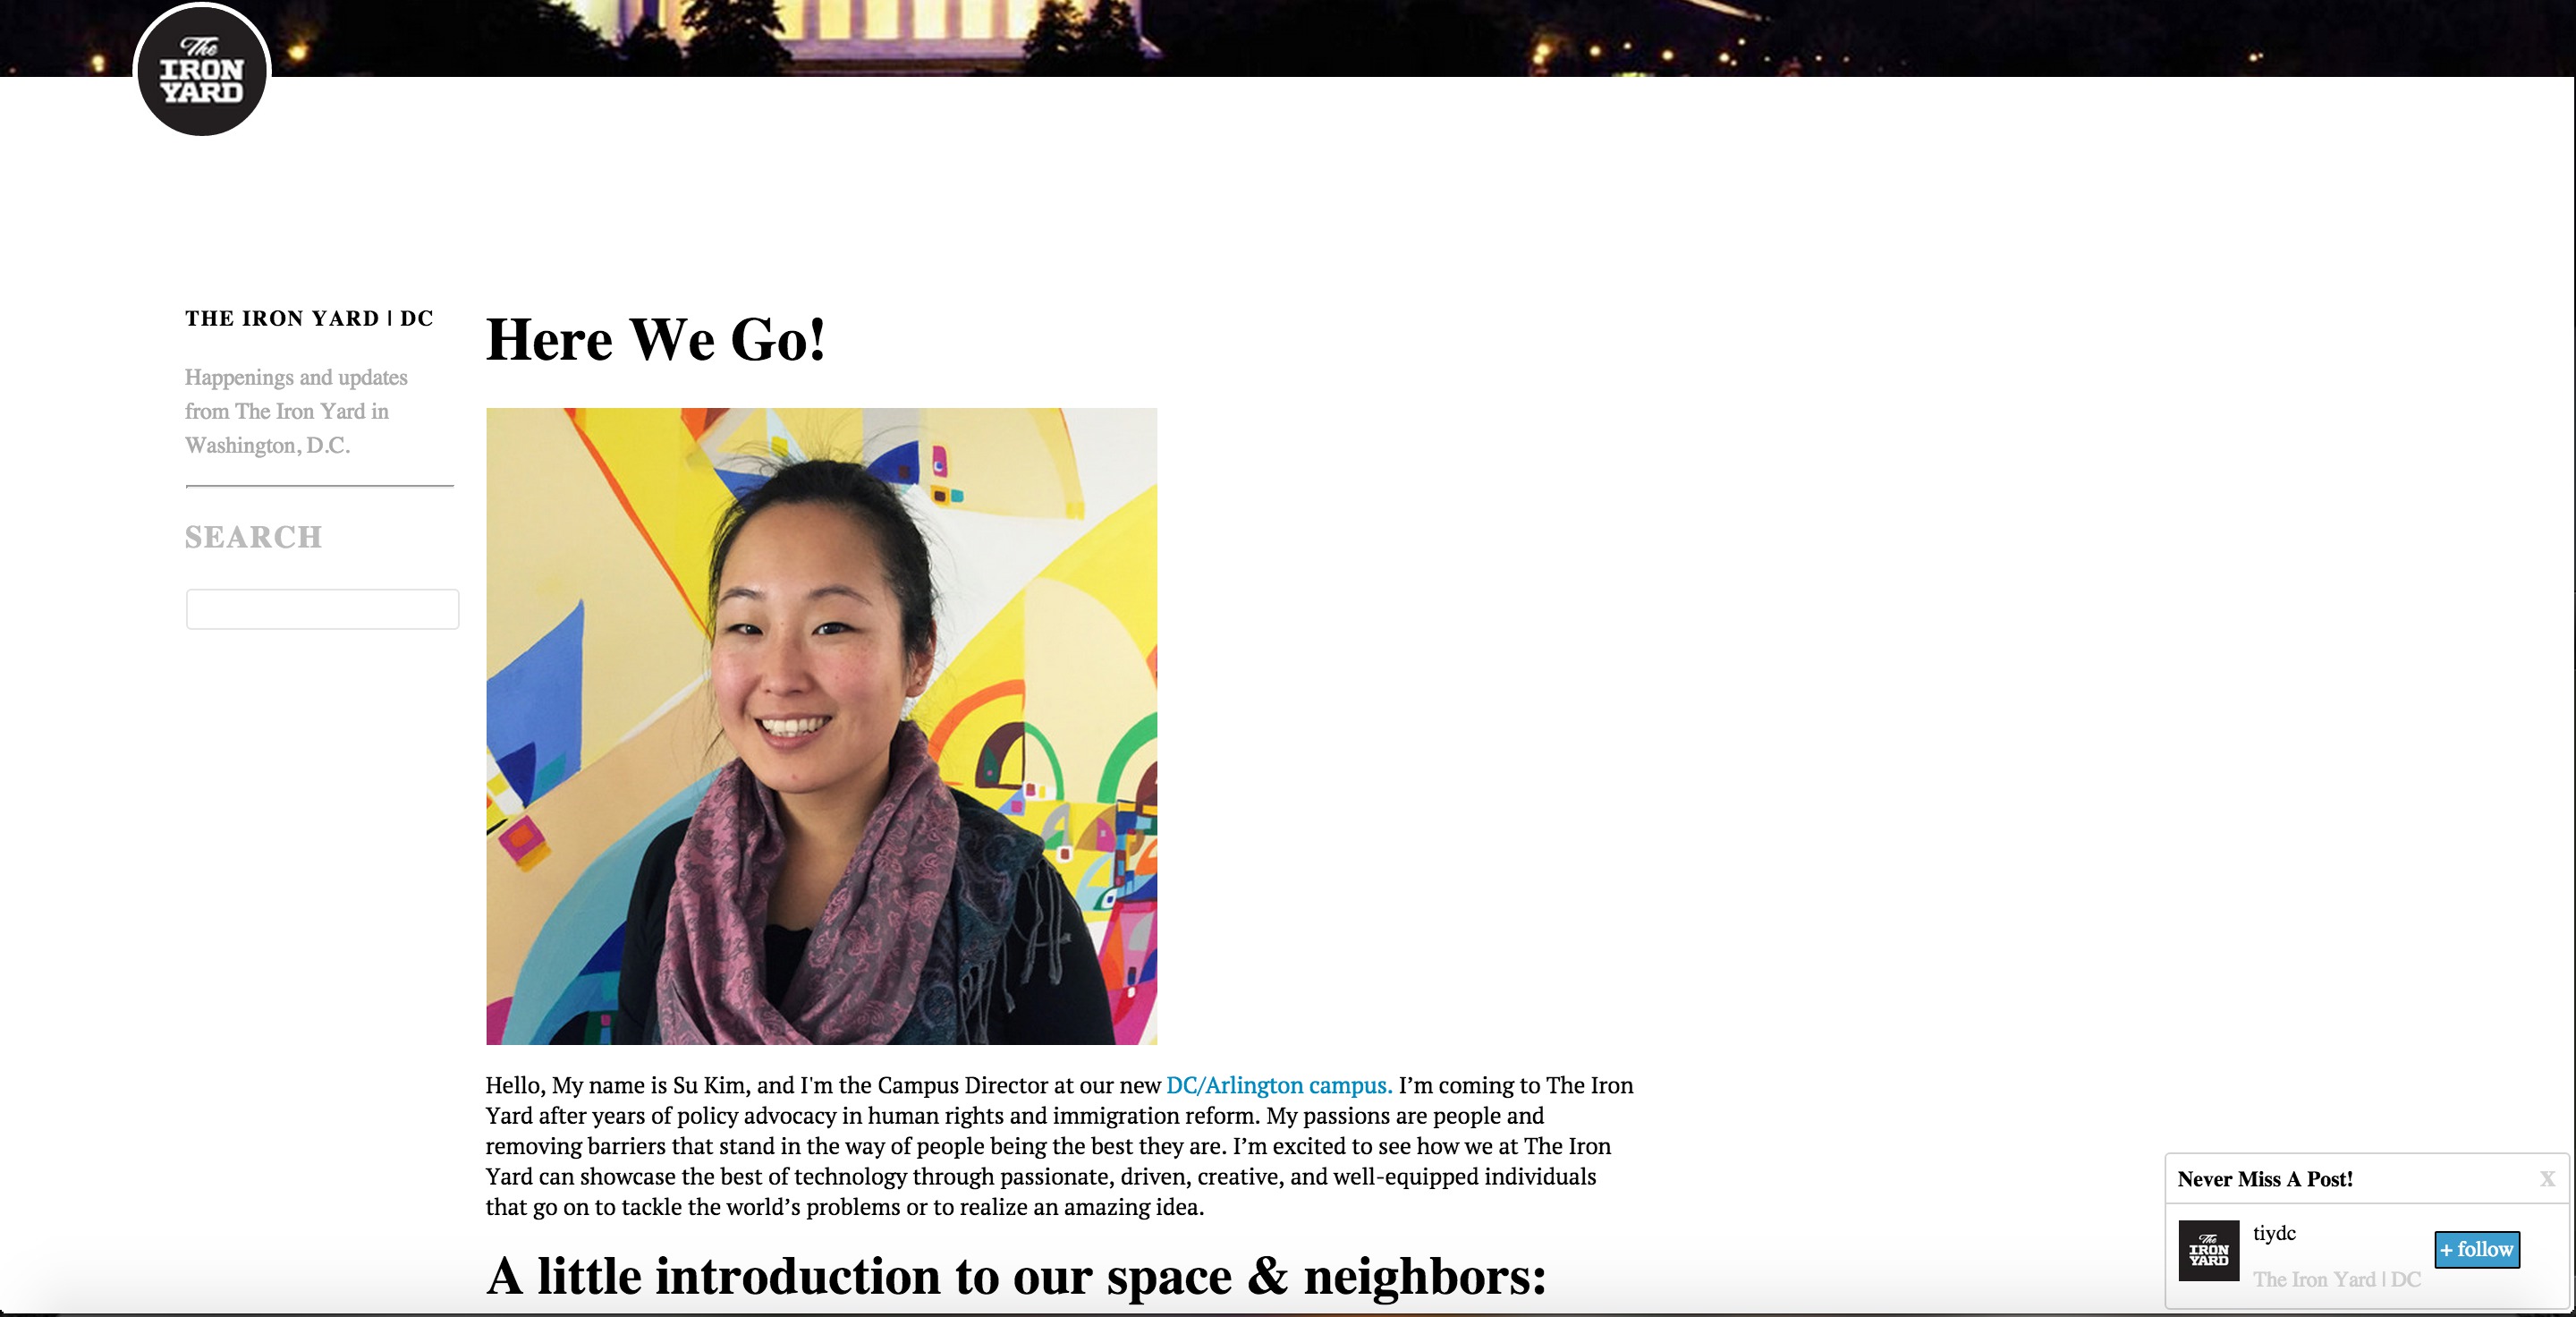 The
IRON
YARD
THE IRON YARD | DC
Happenings and updates
from The Iron Yard in
Washington, D.C.
SEARCH
Here We Go!
Hello, My name is Su Kim, and I'm the Campus Director at our new DC/Arlington campus. I’m coming to The Iron
Yard after years of policy advocacy in human rights and immigration reform. My passions are people and
removing barriers that stand in the way of people being the best they are. I’m excited to see how we at The Iron
Yard can showcase the best of technology through passionate, driven, creative, and well-equipped individuals
that go on to tackle the world’s problems or to realize an amazing idea.
A little introduction to our space & neighbors:
Never Miss A Post! X
The
IRON
YARD
tiydc
The Iron Yard | DC
+ follow